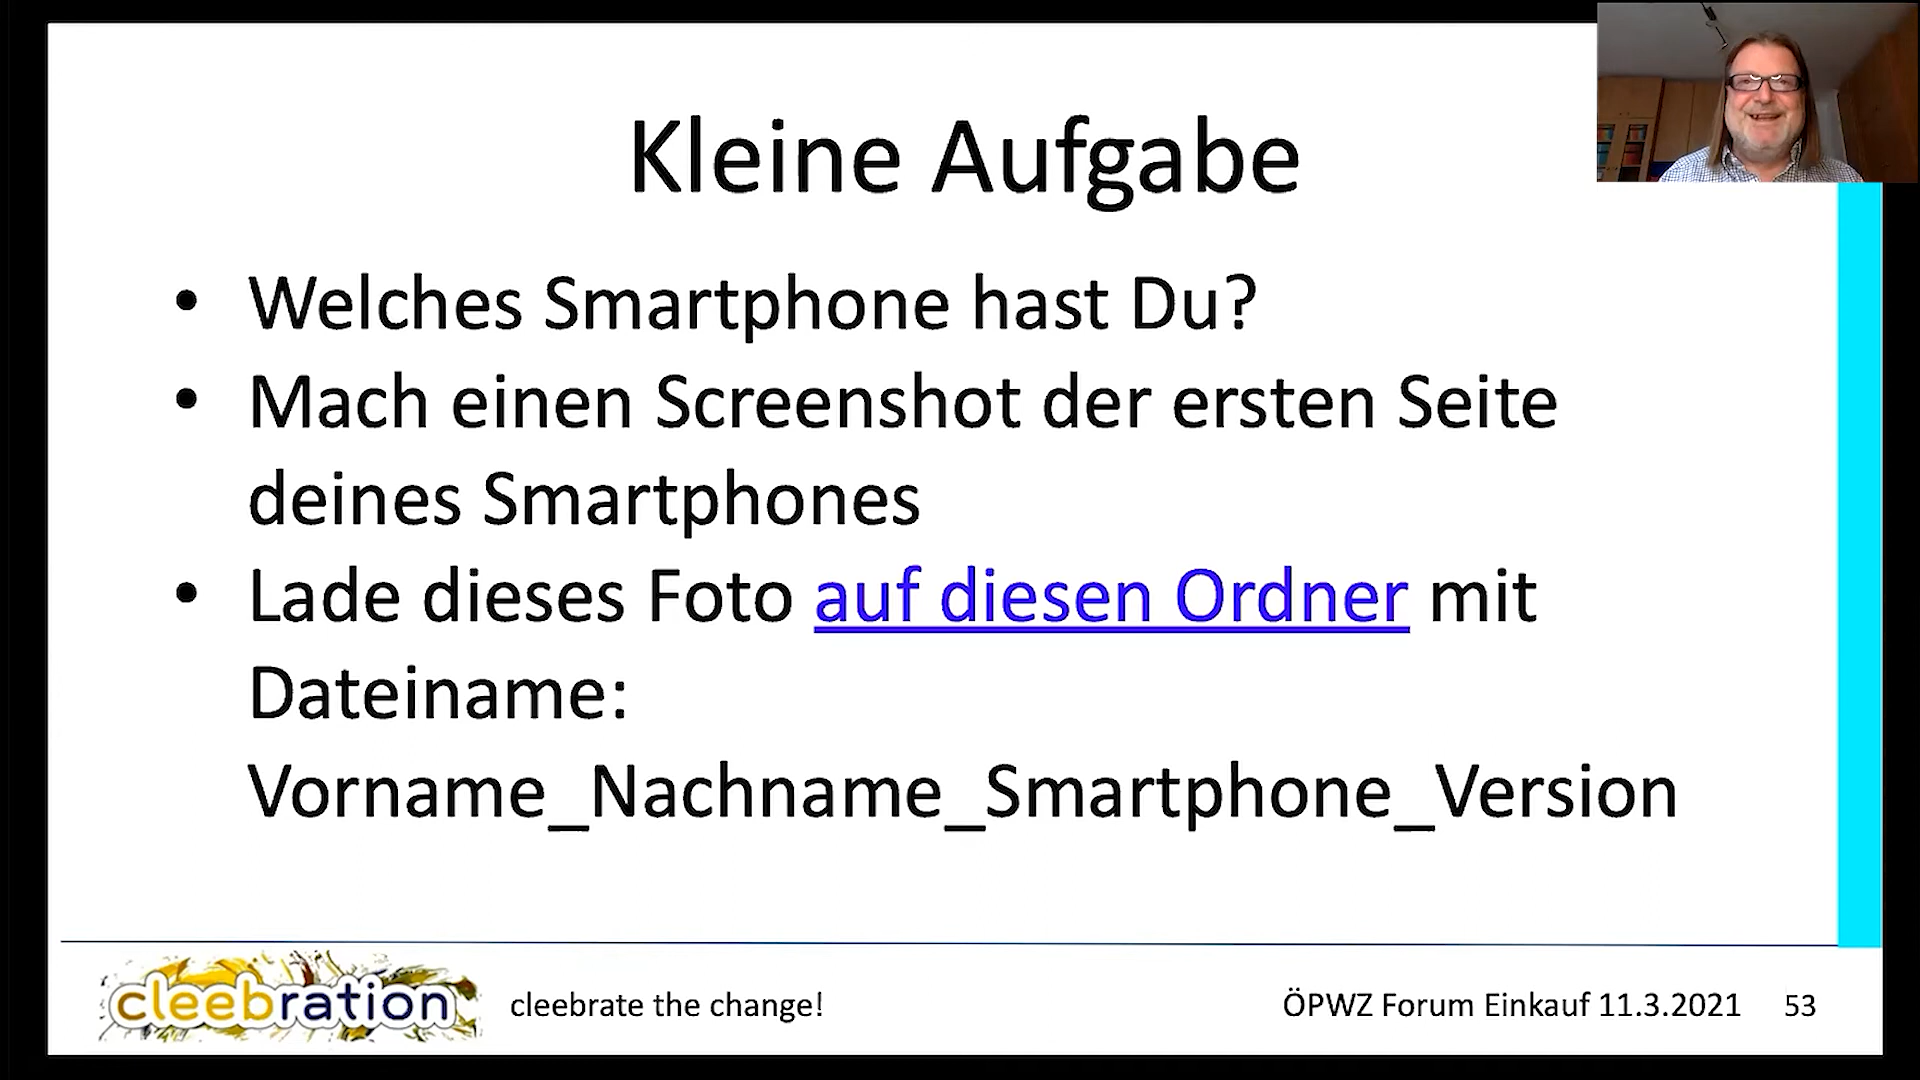 Kleine Aufgabe
• Welches Smartphone hast Du?
• Mach einen Screenshot der ersten Seite
deines Smartphones
• Lade dieses Foto auf diesen Ordner mit
Dateiname:
Vorname_Nachname_Smartphone_Version
cleebration
cleebrate the change!
ÖPWZ Forum Einkauf 11.3.2021
53